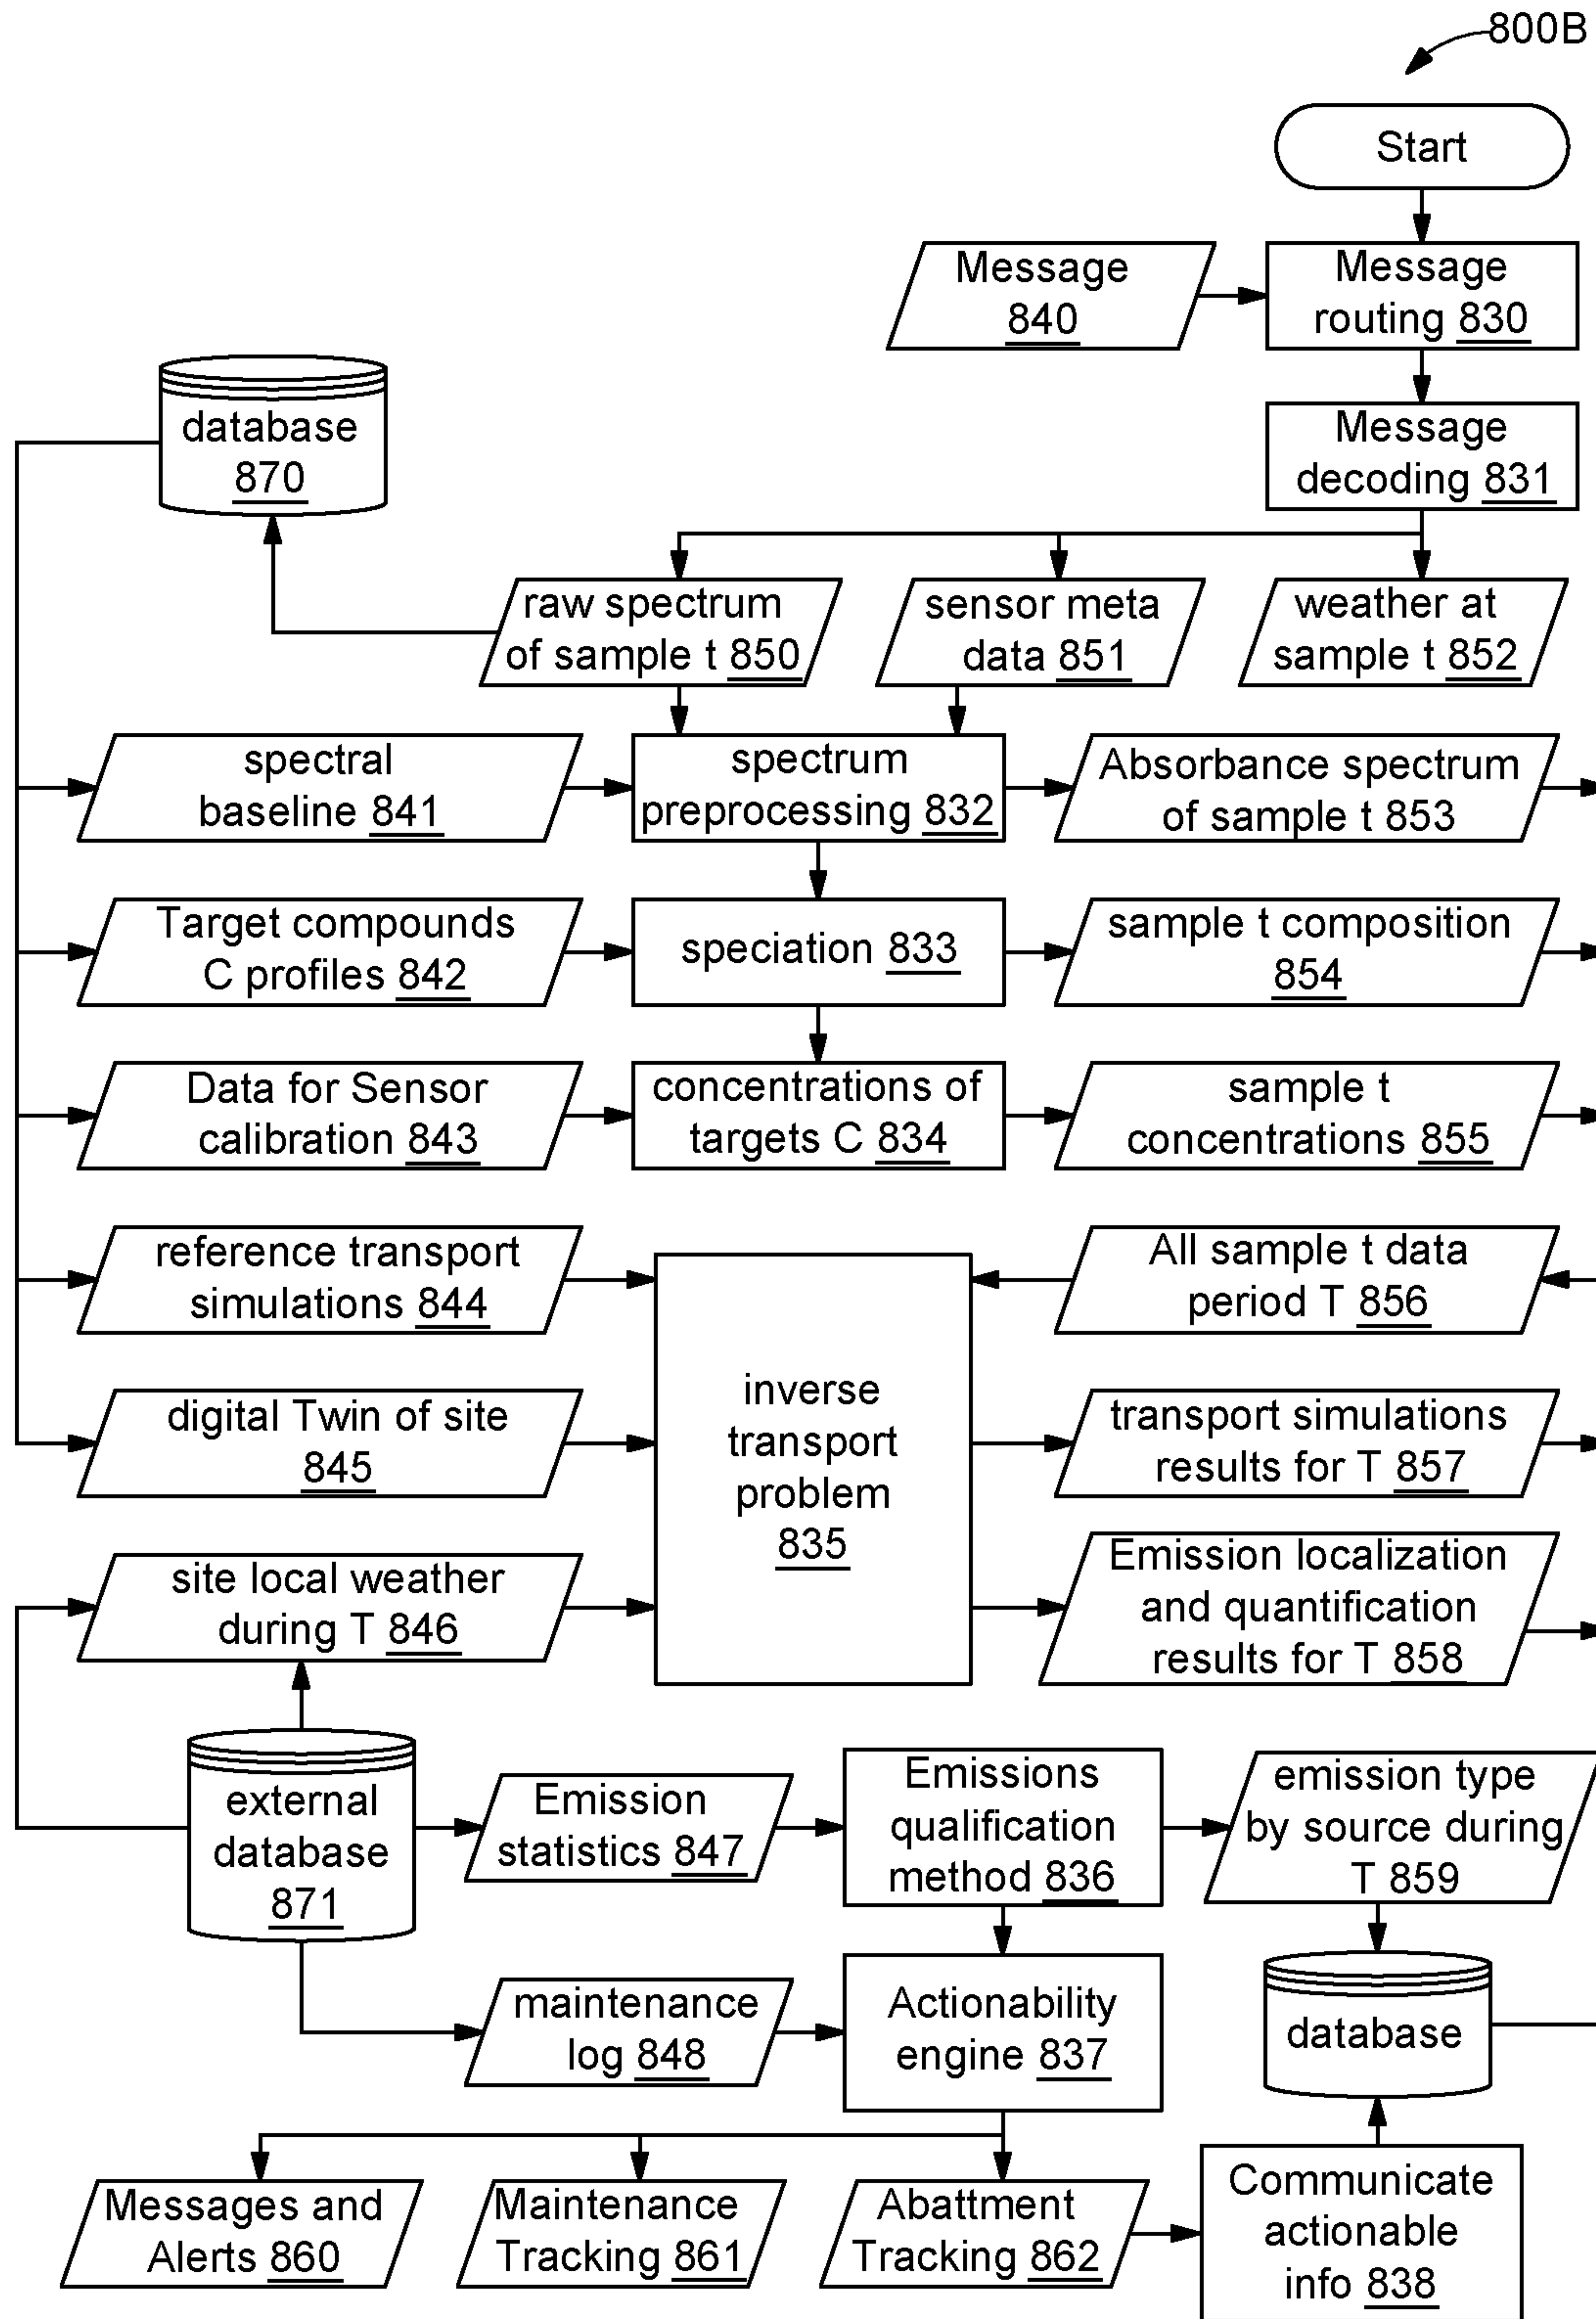 800B
Start
Message
840
Message
routing 830
database
870
Message
decoding 831
raw spectrum
of sample t 850
sensor meta
data 851
weather at
sample t 852
spectral
baseline 841
spectrum
preprocessing 832
Absorbance spectrum
of sample t 853
Target compounds
C profiles 842
speciation 833
sample t composition
854
Data for Sensor
calibration 843
concentrations of
targets C 834
sample t
concentrations 855
reference transport
simulations 844
inverse
transport
problem
835
All sample t data
period T 856
digital Twin of site
845
transport simulations
results for T 857
site local weather
during T 846
Emission localization
and quantification
results for T 858
external
database
871
Emission
statistics 847
Emissions
qualification
method 836
emission type
by source during
T 859
maintenance
log 848
Actionability
engine 837
database
Messages and
Alerts 860
Maintenance
Tracking 861
Abattment
Tracking 862
Communicate
actionable
info 838